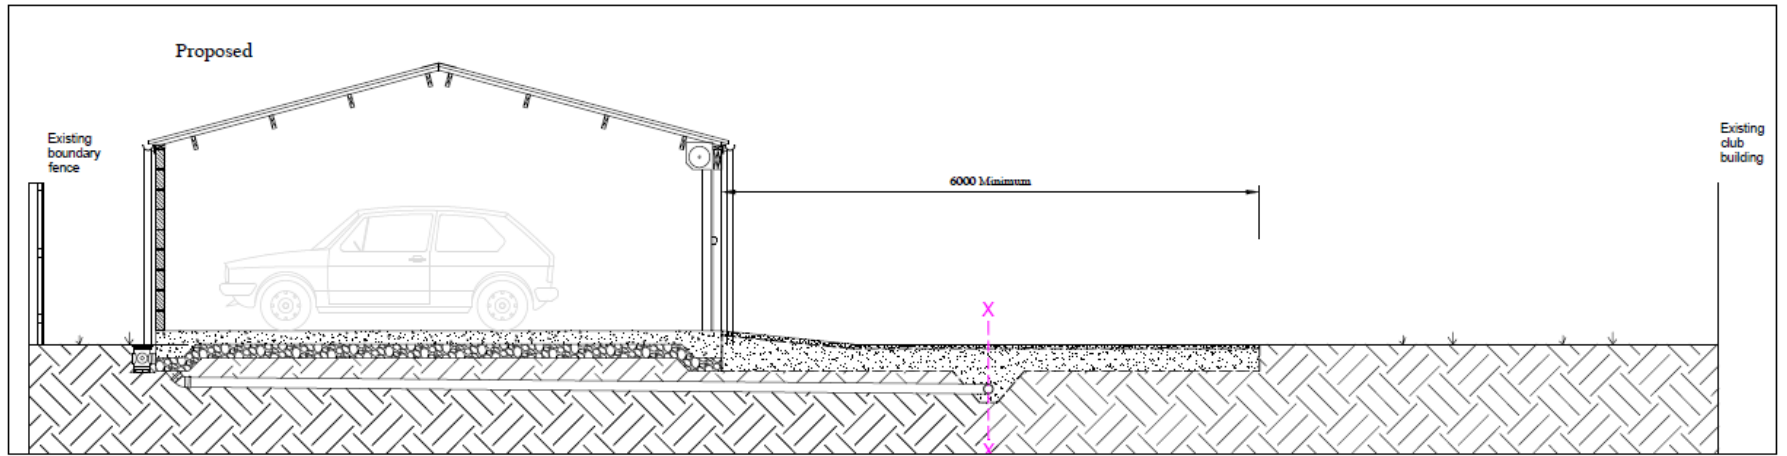 Proposed
Existing
boundary
fence
Existing
club
building
6000 Minimum
X
X